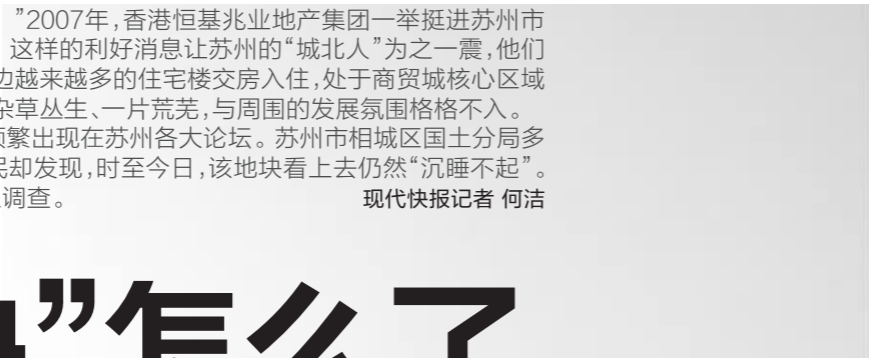 ”2007年，香港恒基兆业地产集团一举挺进苏州市
这样的利好消息让苏州的“城北人”为之一震，他们
边越来越多的住宅楼交房入住，处于商贸城核心区域
杂草丛生、一片荒芜，与周围的发展氛围格格不入。
频繁出现在苏州各大论坛。苏州市相城区国土分局多
民却发现，时至今日，该地块看上去仍然“沉睡不起”。
调查。 现代快报记者 何洁
”怎么了